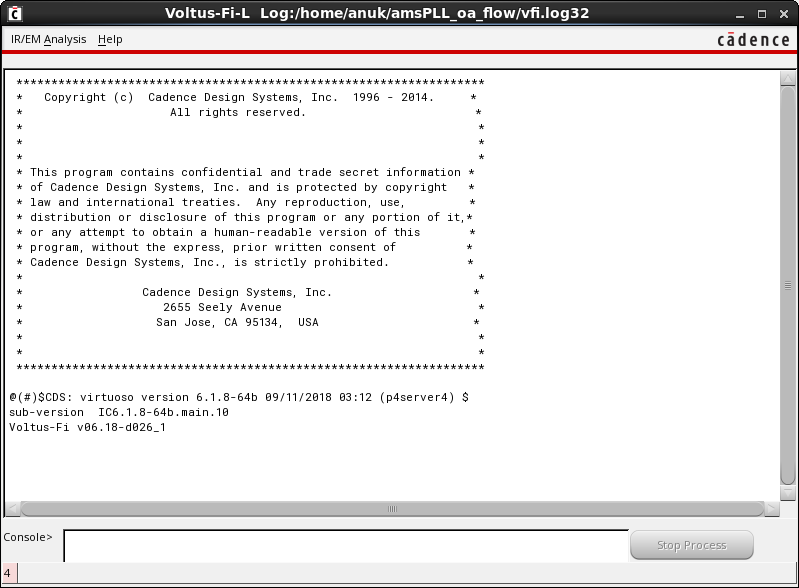 Voltus-Fi-L Log:/home/anuk/amsPLL_oa_flow/vfi.log32
IR/EM Analysis Help
cādence
*******************************************************************
* Copyright (c) Cadence Design Systems, Inc. 1996 - 2014. *
* All rights reserved. *
* *
* *
* *
* This program contains confidential and trade secret information *
* of Cadence Design Systems, Inc. and is protected by copyright *
* law and international treaties. Any reproduction, use, *
* distribution or disclosure of this program or any portion of it,*
* or any attempt to obtain a human-readable version of this *
* program, without the express, prior written consent of *
* Cadence Design Systems, Inc., is strictly prohibited. *
* *
* Cadence Design Systems, Inc. *
* 2655 Seely Avenue *
* San Jose, CA 95134, USA *
* *
* *
*******************************************************************
@(#)$CDS: virtuoso version 6.1.8-64b 09/11/2018 03:12 (p4server4) $
sub-version IC6.1.8-64b.main.10
Voltus-Fi v06.18-d026_1
Console>
Stop Process
4